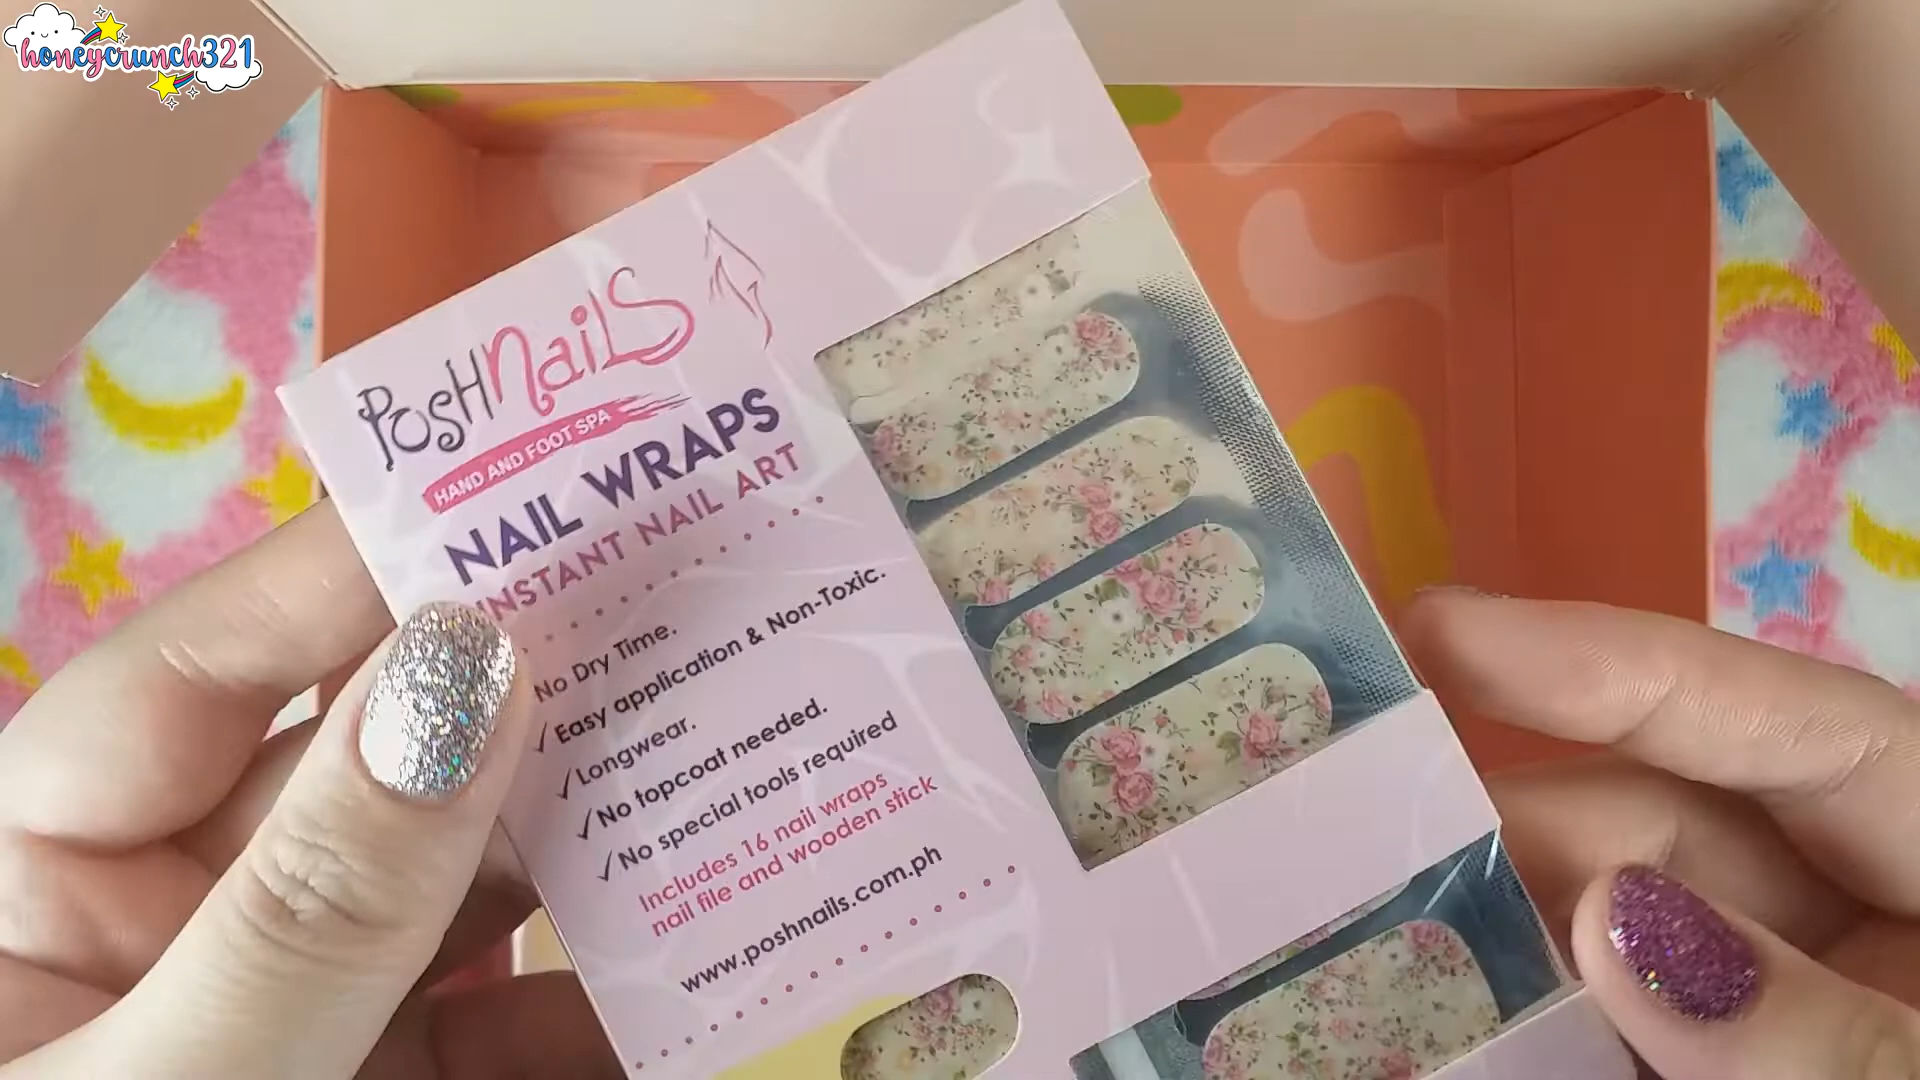 honeycrunch321
PosHnaiLS
HAND AND FOOT SPA
NAIL WRAPS
INSTANT NAIL ART
No Dry Time.
✓Easy application & Non-Toxic.
✓Longwear.
✓No topcoat needed.
✓No special tools required
Includes 16 nail wraps
nail file and wooden stick
www.poshnails.com.ph